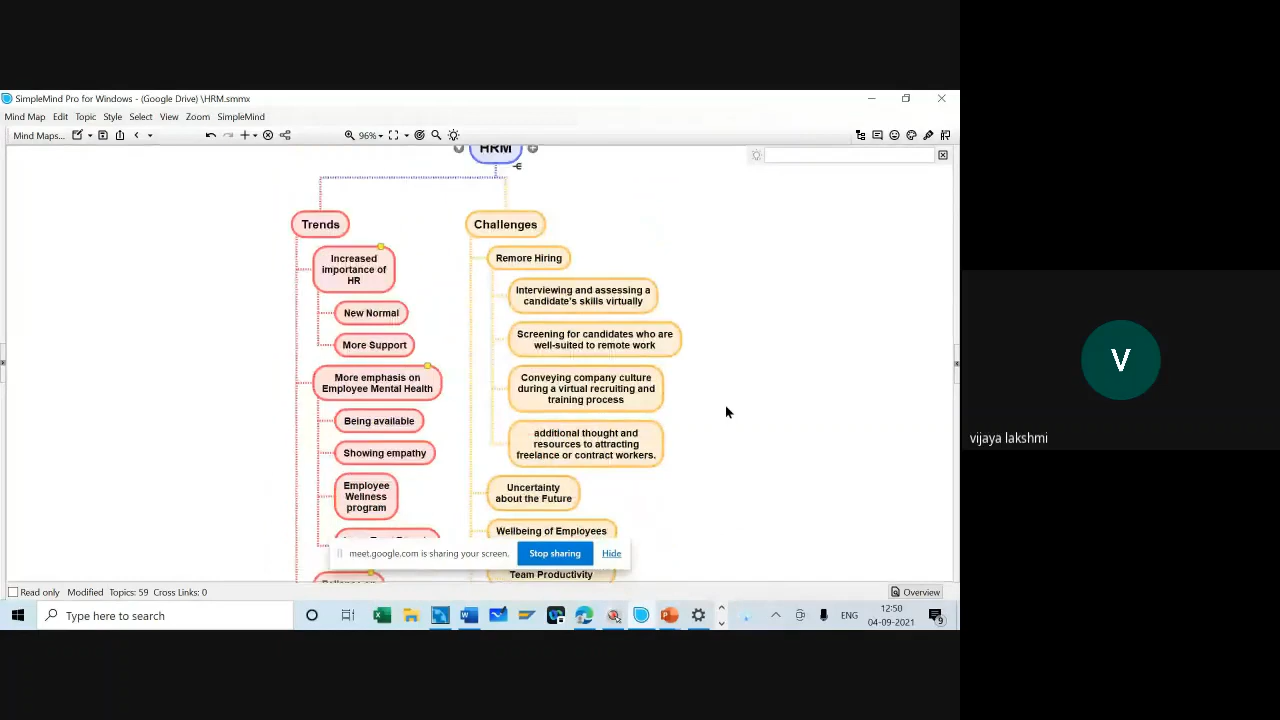 SimpleMind Pro for Windows - (Google Drive) \HRM.smmx
Mind Map Edit Topic Style Select View Zoom SimpleMind
Mind Maps... 96%
HRM
Trends
Increased
importance of
HR
New Normal
More Support
More emphasis on
Employee Mental Health
Being available
Showing empathy
Employee
Wellness
program
Challenges
Remore Hiring
Interviewing and assessing a
candidate's skills virtually
Screening for candidates who are
well-suited to remote work
Conveying company culture
during a virtual recruiting and
training process
additional thought and
resources to attracting
freelance or contract workers.
Uncertainty
about the Future
Wellbeing of Employees
Team Productivity
meet.google.com is sharing your screen. Stop sharing Hide
Read only Modified Topics: 59 Cross Links: 0 Overview
Type here to search
ENG
12:50
04-09-2021
9
V
vijaya lakshmi